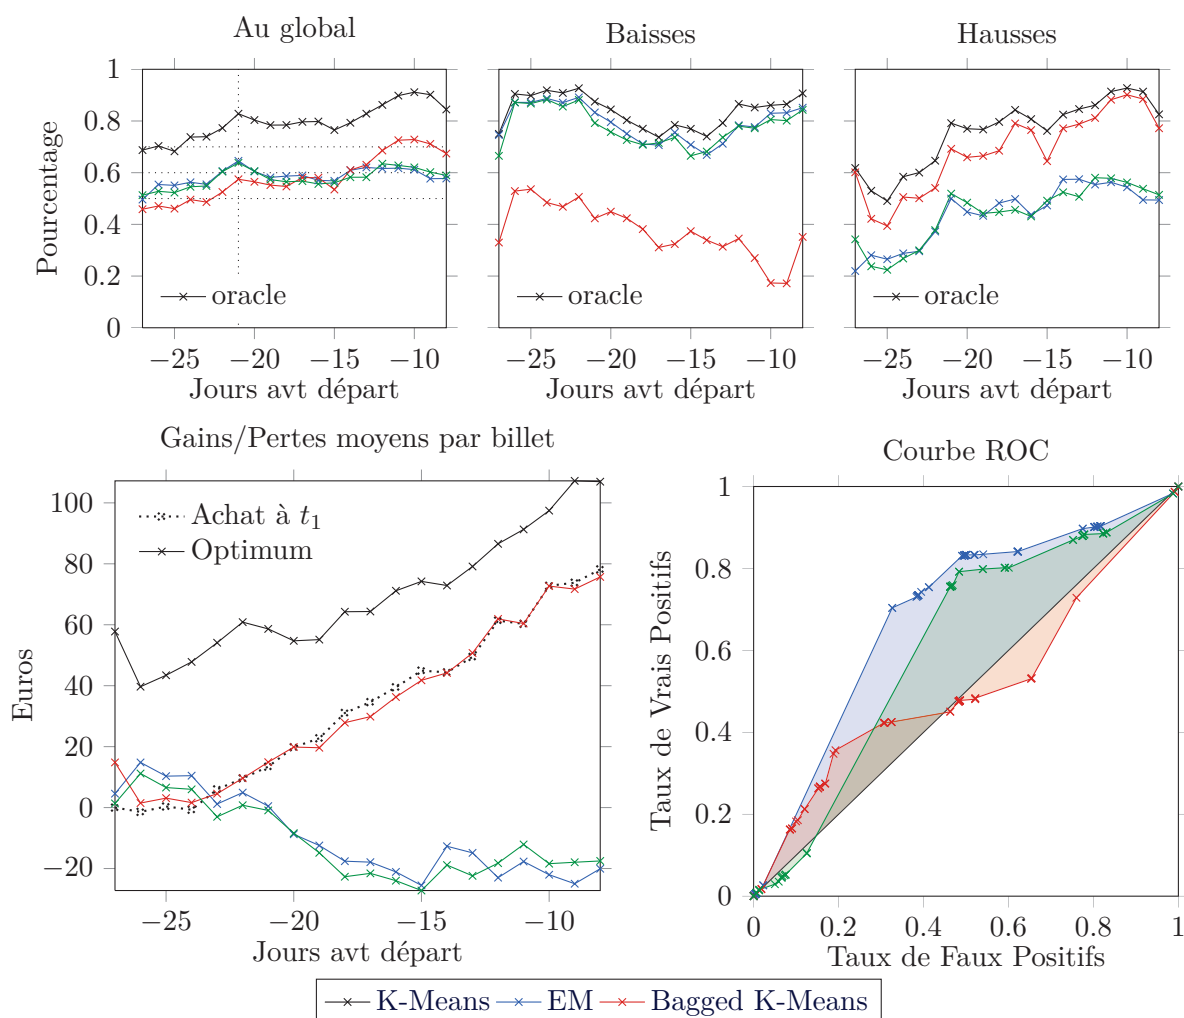 Au global
Baisses
Hausses
Pourcentage
1
0.8
0.6
0.4
0.2
0
oracle
oracle
oracle
−25 −20 −15 −10
−25 −20 −15 −10
−25 −20 −15 −10
Jours avt départ
Jours avt départ
Jours avt départ
Gains/Pertes moyens par billet
Euros
100
80
60
40
20
0
−20
Achat à t1
Optimum
−25 −20 −15 −10
Jours avt départ
Courbe ROC
Taux de Vrais Positifs
1
0.8
0.6
0.4
0.2
0
0 0.2 0.4 0.6 0.8 1
Taux de Faux Positifs
K-Means EM Bagged K-Means